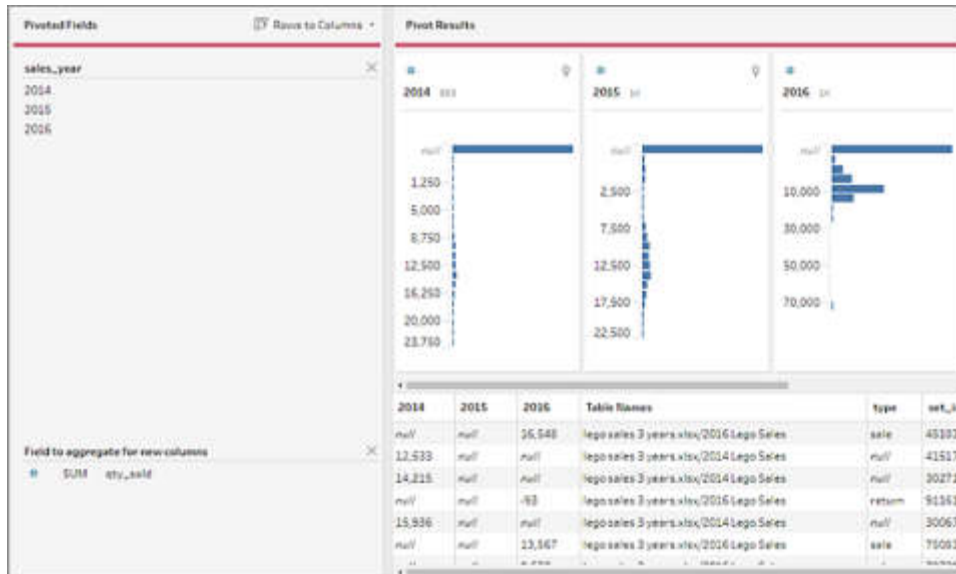 Pivoted Fields
Rows to Columns
sales_year
2014
2015
2016
Field to aggregate for new columns
SUM qty_sold
Pivot Results
2014
null
1,250
5,000
8,750
12,500
16,250
20,000
23,750
2015
null
2,500
7,500
12,500
17,500
22,500
2016
null
10,000
30,000
50,000
70,000
2014 2015 2016 Table Names type
null null 16,548 lego sales 3 years.xlsx/2016 Lego Sales sale
12,533 null null lego sales 3 years.xlsx/2014 Lego Sales null
14,215 null null lego sales 3 years.xlsx/2014 Lego Sales null
null null -93 lego sales 3 years.xlsx/2016 Lego Sales return
15,936 null null lego sales 3 years.xlsx/2014 Lego Sales null
null null 13,567 lego sales 3 years.xlsx/2016 Lego Sales sale